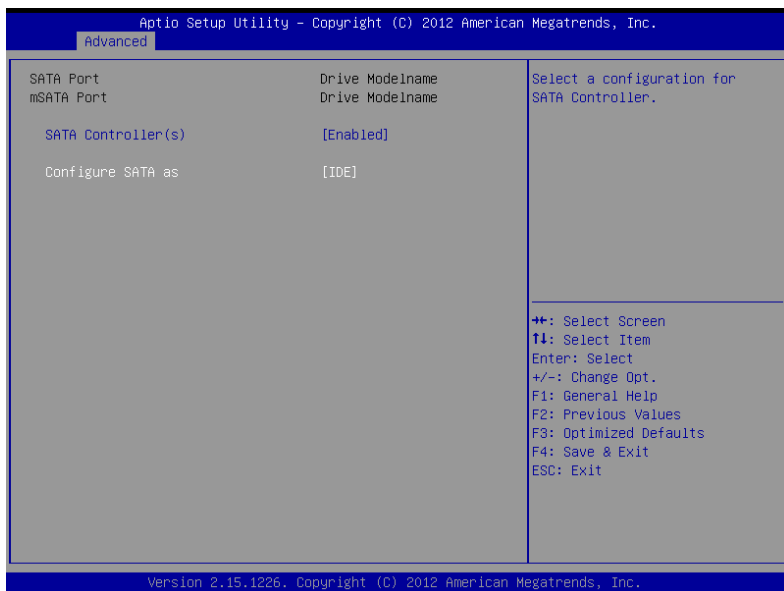 Aptio Setup Utility – Copyright (C) 2012 American Megatrends, Inc.
Advanced
SATA Port Drive Modelname
mSATA Port Drive Modelname
SATA Controller(s) [Enabled]
Configure SATA as [IDE]
Select a configuration for
SATA Controller.
→←: Select Screen
↑↓: Select Item
Enter: Select
+/-: Change Opt.
F1: General Help
F2: Previous Values
F3: Optimized Defaults
F4: Save & Exit
ESC: Exit
Version 2.15.1226. Copyright (C) 2012 American Megatrends, Inc.